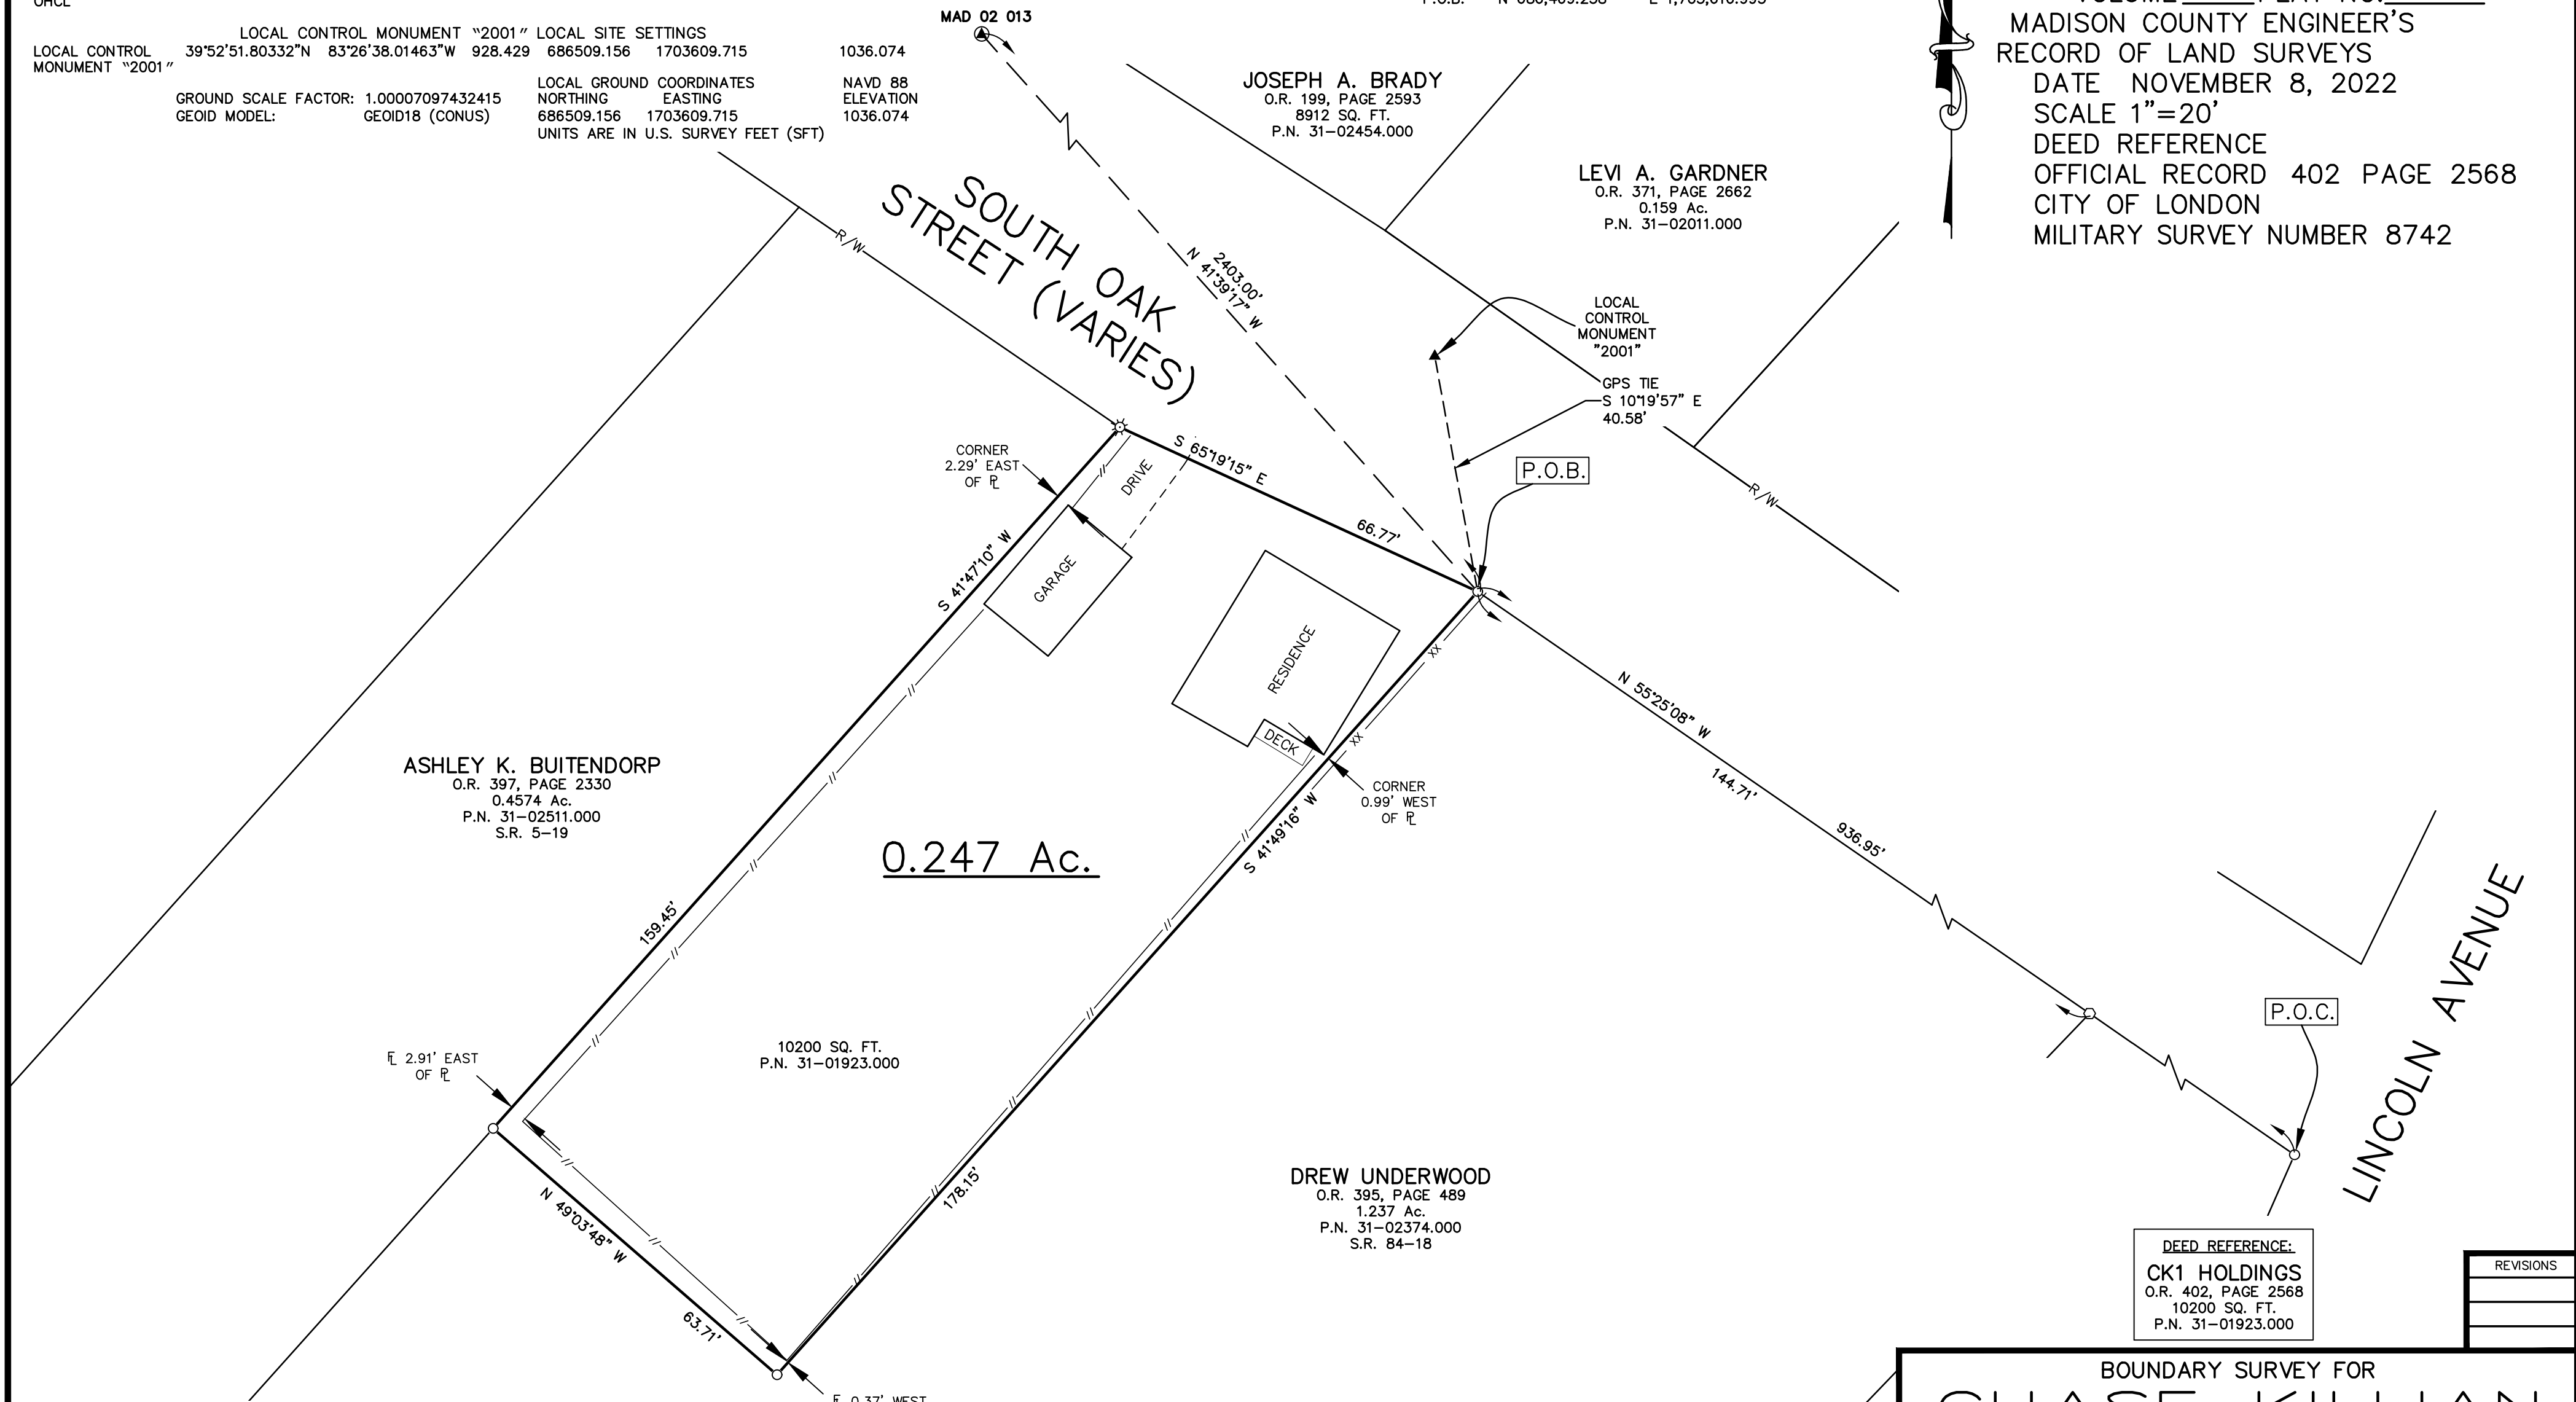 LOCAL CONTROL MONUMENT "2001" LOCAL SITE SETTINGS
LOCAL CONTROL MONUMENT "2001" 39°52'51.80332"N 83°26'38.01463"W 928.429 686509.156 1703609.715 1036.074
LOCAL GROUND COORDINATES NAVD 88
GROUND SCALE FACTOR: 1.00007097432415 NORTHING EASTING ELEVATION
GEOID MODEL: GEOID18 (CONUS) 686509.156 1703609.715 1036.074
UNITS ARE IN U.S. SURVEY FEET (SFT)
MAD 02 013
MADISON COUNTY ENGINEER'S
RECORD OF LAND SURVEYS
DATE NOVEMBER 8, 2022
SCALE 1"=20'
DEED REFERENCE
OFFICIAL RECORD 402 PAGE 2568
CITY OF LONDON
MILITARY SURVEY NUMBER 8742
JOSEPH A. BRADY
O.R. 199, PAGE 2593
8912 SQ. FT.
P.N. 31-02454.000
LEVI A. GARDNER
O.R. 371, PAGE 2662
0.159 Ac.
P.N. 31-02011.000
R/W
SOUTH OAK
STREET (VARIES)
2403.00'
N 41°39'17" W
LOCAL
CONTROL
MONUMENT
"2001"
GPS TIE
S 10°19'57" E
40.58'
P.O.B.
R/W
CORNER
2.29' EAST
OF PL
S 65°19'15" E
66.77'
DRIVE
GARAGE
S 41°47'10" W
159.45'
RESIDENCE
DECK
XX
XX
CORNER
0.99' WEST
OF PL
S 41°49'16" W
178.15'
N 55°25'08" W
144.71'
936.95'
ASHLEY K. BUITENDORP
O.R. 397, PAGE 2330
0.4574 Ac.
P.N. 31-02511.000
S.R. 5-19
0.247 Ac.
10200 SQ. FT.
P.N. 31-01923.000
FL 2.91' EAST
OF PL
N 49°03'48" W
63.71'
DREW UNDERWOOD
O.R. 395, PAGE 489
1.237 Ac.
P.N. 31-02374.000
S.R. 84-18
P.O.C.
LINCOLN AVENUE
DEED REFERENCE:
CK1 HOLDINGS
O.R. 402, PAGE 2568
10200 SQ. FT.
P.N. 31-01923.000
REVISIONS
BOUNDARY SURVEY FOR